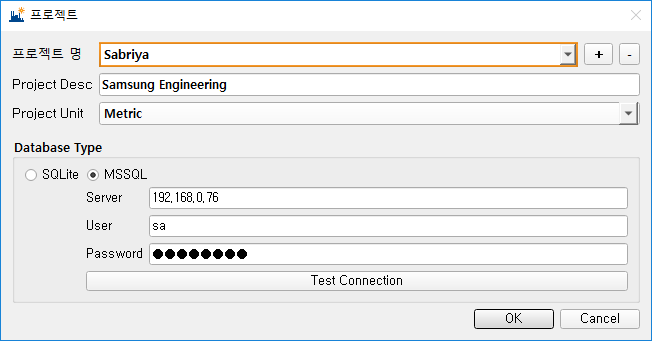 프로젝트
프로젝트 명 Sabriya + -
Project Desc Samsung Engineering
Project Unit Metric
Database Type
SQLite MSSQL
Server 192.168.0.76
User sa
Password ●●●●●●●●
Test Connection
OK Cancel